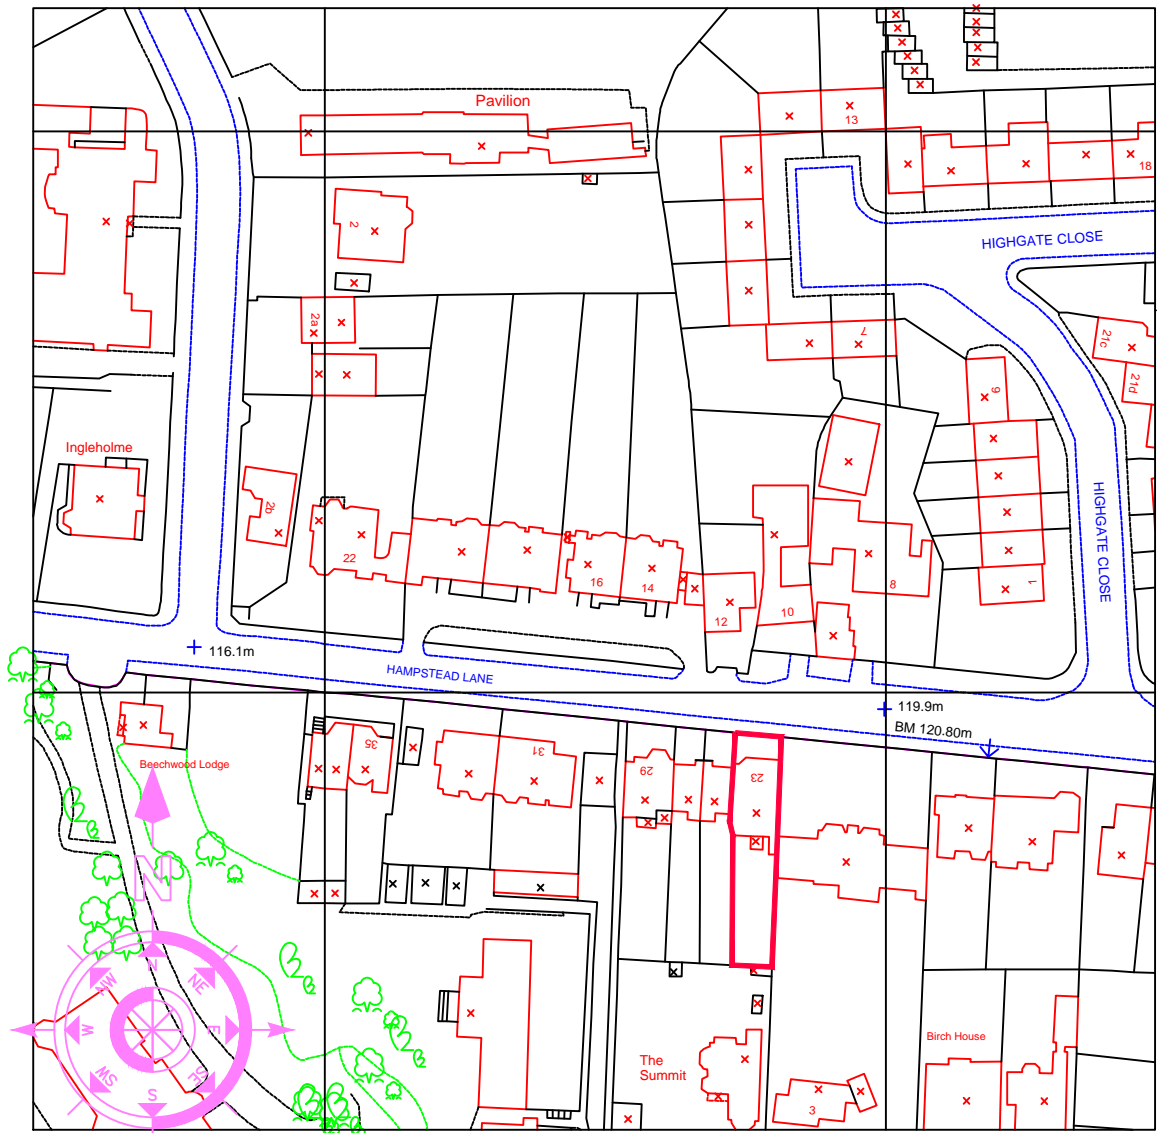 Pavilion
13
18
HIGHGATE CLOSE
2
2a
7
21c
21d
9
Ingleholme
2b
HIGHGATE CLOSE
22
16
14
12
10
8
1
116.1m
HAMPSTEAD LANE
119.9m
BM 120.80m
35
31
29
23
Beechwood Lodge
N
N
NE
E
SE
S
SW
W
NW
The
Summit
3
Birch House